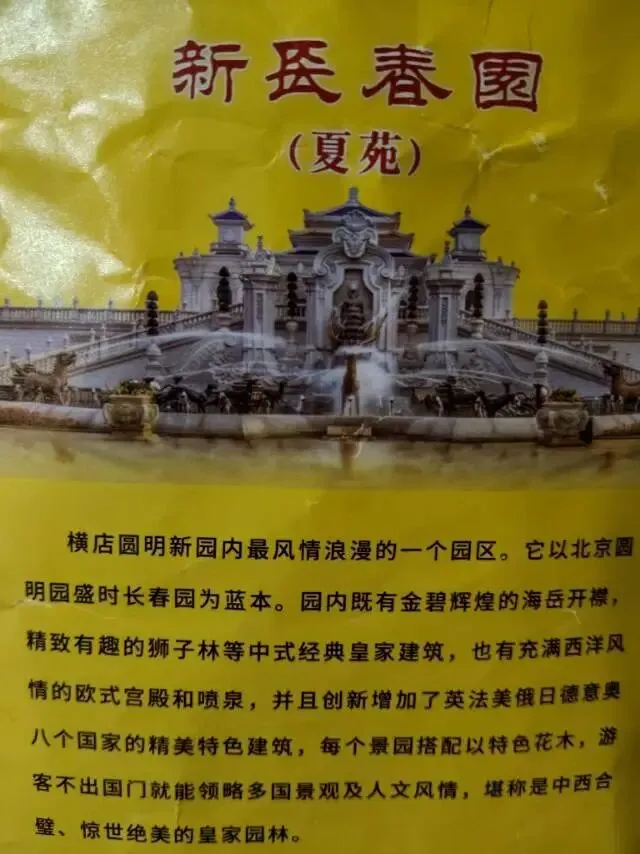 新長春園
（夏苑）
横店圆明新园内最风情浪漫的一个园区。它以北京圆
明园盛时长春园为蓝本。园内既有金碧辉煌的海岳开襟，
精致有趣的狮子林等中式经典皇家建筑，也有充满西洋风
情的欧式宫殿和喷泉，并且创新增加了英法美俄日德意奥
八个国家的精美特色建筑，每个景园搭配以特色花木，游
客不出国门就能领略多国景观及人文风情，堪称是中西合
璧、惊世绝美的皇家园林。